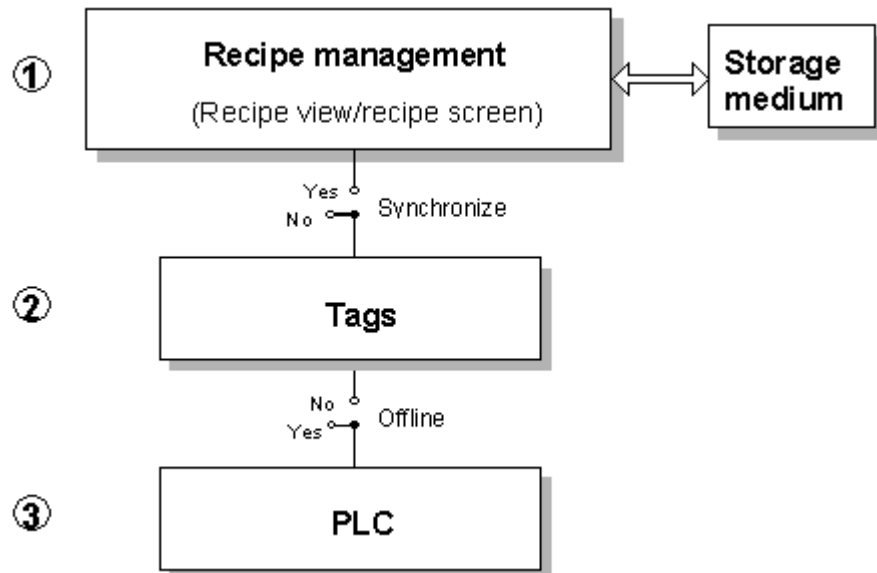 ①
Recipe management
(Recipe view/recipe screen)
Storage
medium
Yes
No
Synchronize
②
Tags
No
Yes
Offline
③
PLC